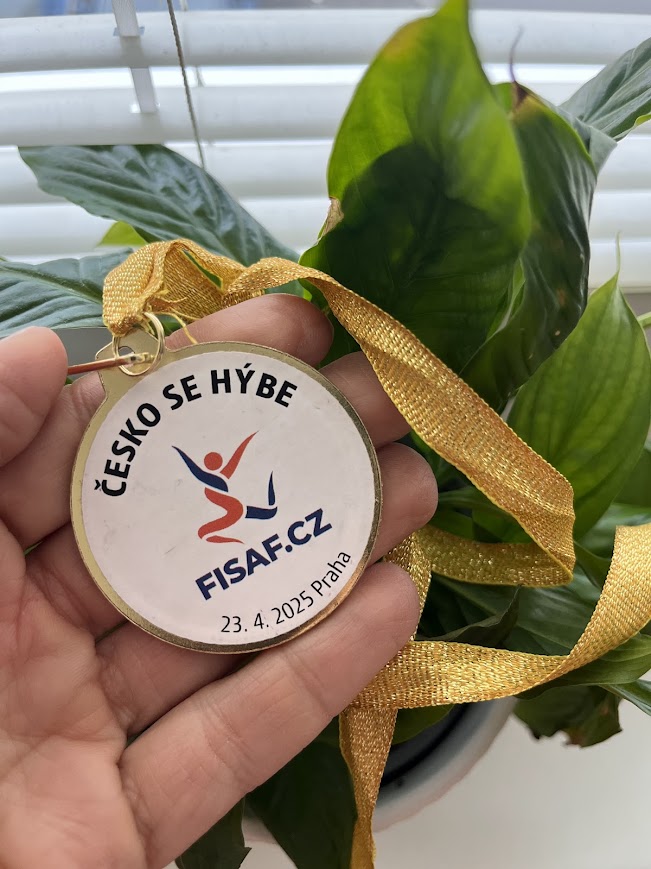 ČESKO SE HÝBE
FISAF.CZ
23. 4. 2025 Praha